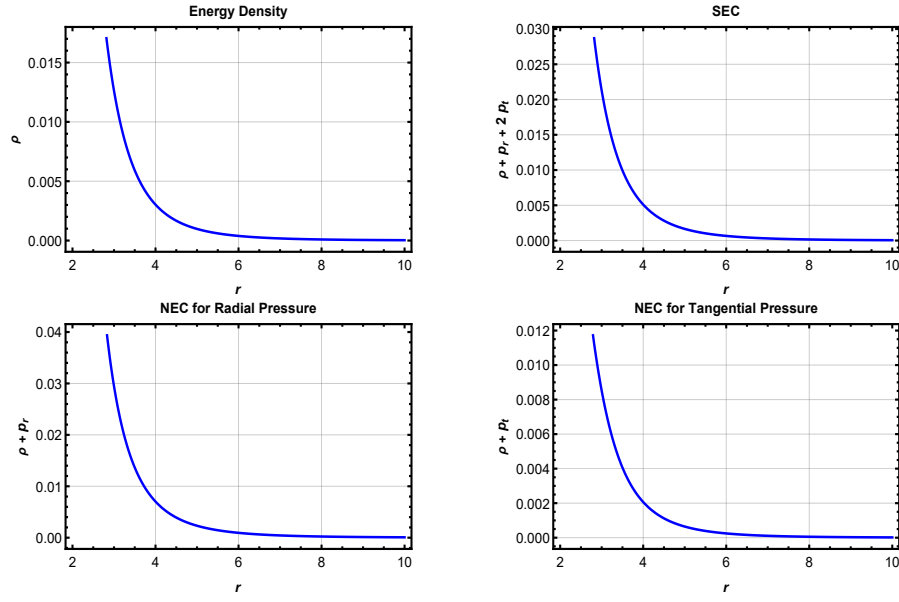 Energy Density
0.015
0.010
0.005
0.000
ρ
2 4 6 8 10
r
SEC
0.030
0.025
0.020
0.015
0.010
0.005
0.000
ρ + p_r + 2 p_t
2 4 6 8 10
r
NEC for Radial Pressure
0.04
0.03
0.02
0.01
0.00
ρ + p_r
2 4 6 8 10
r
NEC for Tangential Pressure
0.012
0.010
0.008
0.006
0.004
0.002
0.000
ρ + p_t
2 4 6 8 10
r